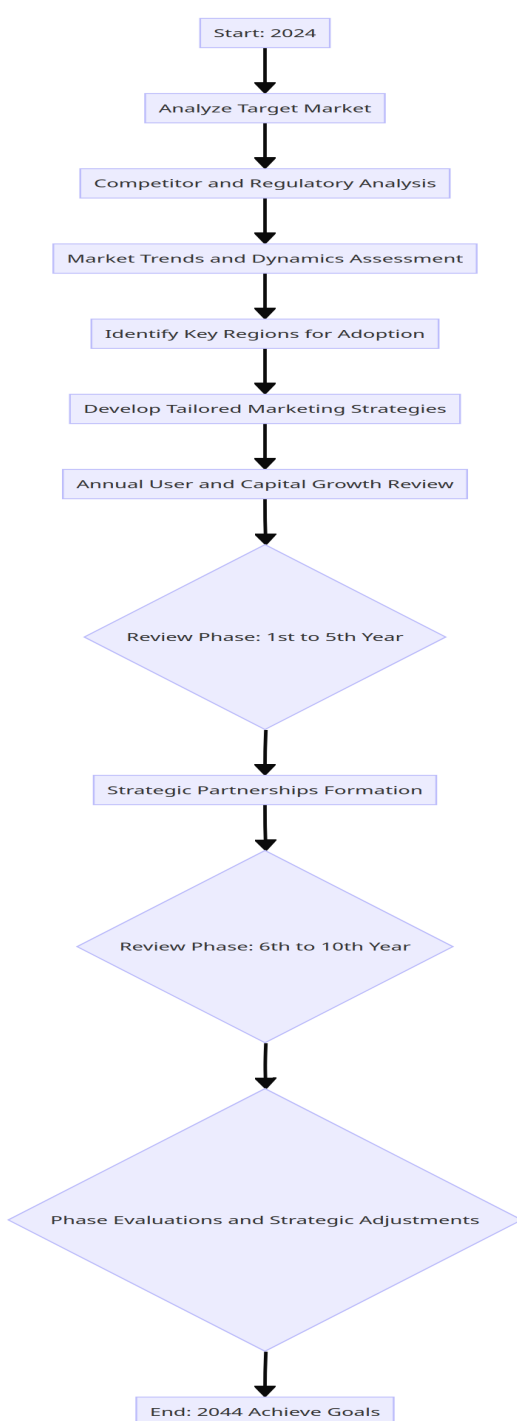 Start: 2024
Analyze Target Market
Competitor and Regulatory Analysis
Market Trends and Dynamics Assessment
Identify Key Regions for Adoption
Develop Tailored Marketing Strategies
Annual User and Capital Growth Review
Review Phase: 1st to 5th Year
Strategic Partnerships Formation
Review Phase: 6th to 10th Year
Phase Evaluations and Strategic Adjustments
End: 2044 Achieve Goals